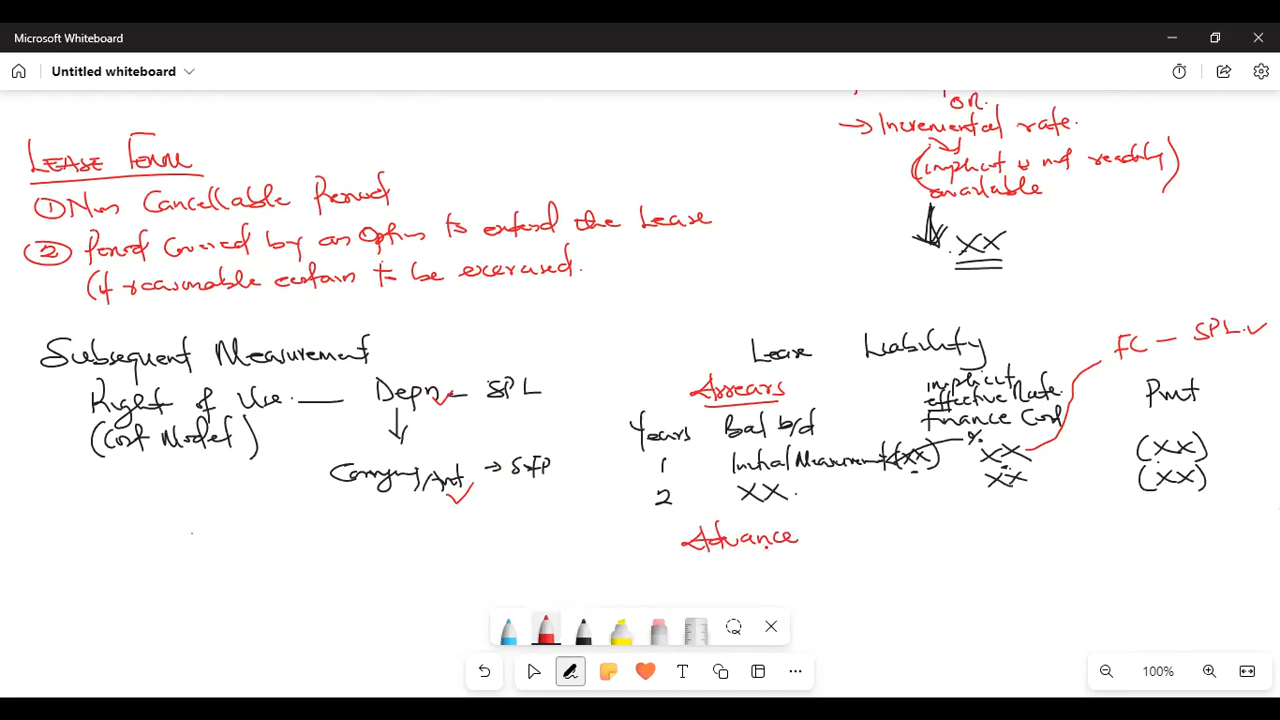 Microsoft Whiteboard
Untitled whiteboard
OR.
→ Incremental rate.
(implicit is not readily
available)
XX
LEASE TERM
① Non Cancellable Period
② Period Covered by an Option to extend the Lease
(if reasonable certain to be exercised.
Subsequent Measurement
Right of Use. — Depn — SPL
(Cost Model)
Carrying Amt → SFP
Lease Liability
FC — SPL.
Arrears
implicit
effective Rate.
Years Bal b/d Finance Cost Pmt
%
1 Initial Measurement (XX) XX (XX)
2 XX. XX (XX)
Advance
100%